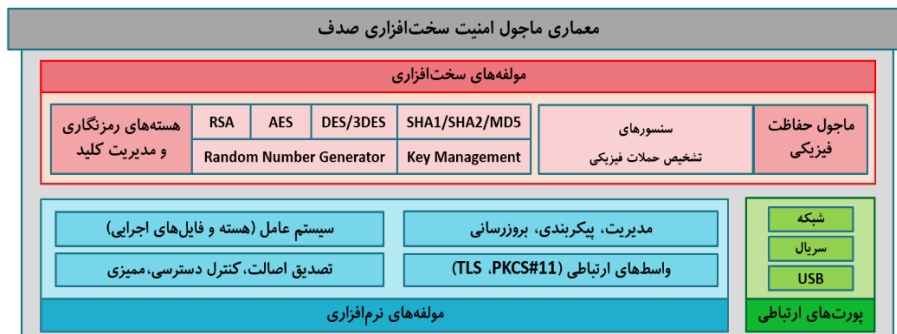 معماری ماجول امنیت سخت‌افزاری صدف
مولفه‌های سخت‌افزاری
ماجول حفاظت
فیزیکی
سنسورهای
تشخیص حملات فیزیکی
SHA1/SHA2/MD5
DES/3DES
AES
RSA
Key Management
Random Number Generator
هسته‌های رمزنگاری
و مدیریت کلید
شبکه
سریال
USB
پورت‌های ارتباطی
مدیریت، پیکربندی، بروزرسانی
سیستم عامل (هسته و فایل‌های اجرایی)
واسط‌های ارتباطی (TLS ،PKCS#11)
تصدیق اصالت،کنترل دسترسی،ممیزی
مولفه‌های نرم‌افزاری